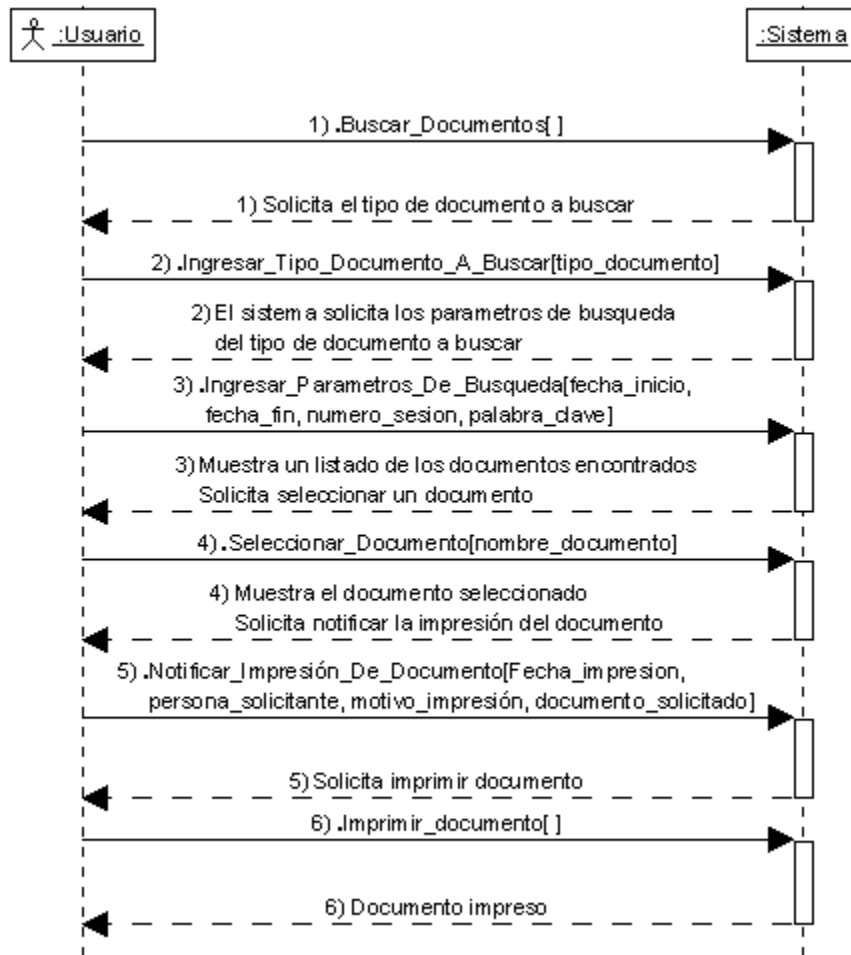 :Usuario
:Sistema
1) .Buscar_Documentos[ ]
1) Solicita el tipo de documento a buscar
2) .Ingresar_Tipo_Documento_A_Buscar[tipo_documento]
2) El sistema solicita los parametros de busqueda
del tipo de documento a buscar
3) .Ingresar_Parametros_De_Busqueda[fecha_inicio,
fecha_fin, numero_sesion, palabra_clave]
3) Muestra un listado de los documentos encontrados
Solicita seleccionar un documento
4) .Seleccionar_Documento[nombre_documento]
4) Muestra el documento seleccionado
Solicita notificar la impresión del documento
5) .Notificar_Impresión_De_Documento[Fecha_impresion,
persona_solicitante, motivo_impresión, documento_solicitado]
5) Solicita imprimir documento
6) .Imprimir_documento[ ]
6) Documento impreso